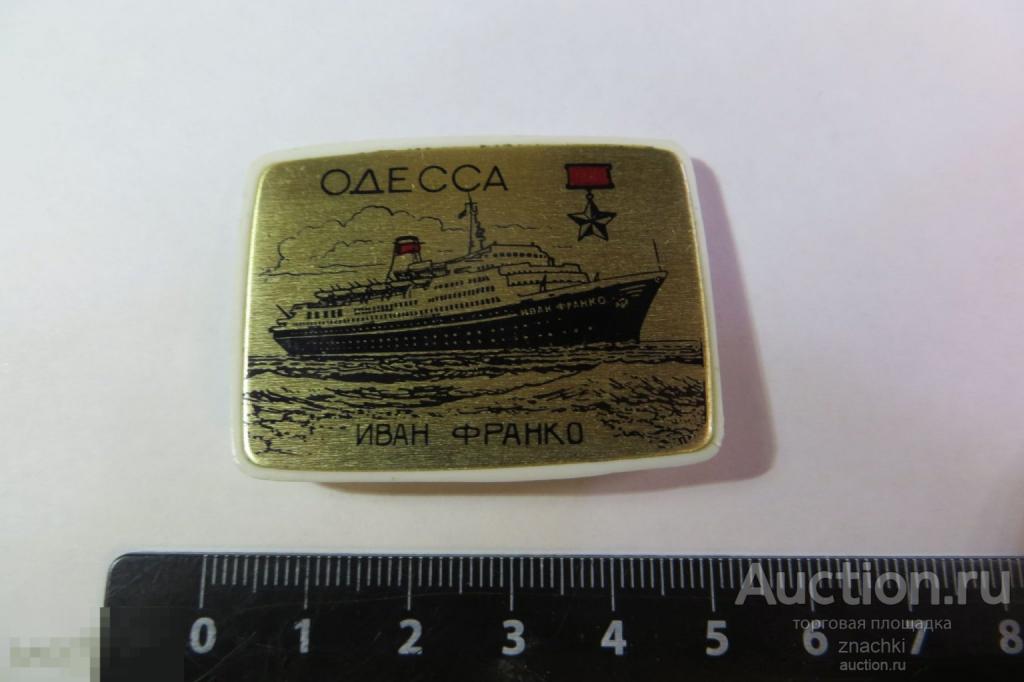 ОДЕССА
ИВАН ФРАНКО
ИВАН ФРАНКО
0 1 2 3 4 5 6 7 8
Auction.ru
торговая площадка
znachki
auction.ru